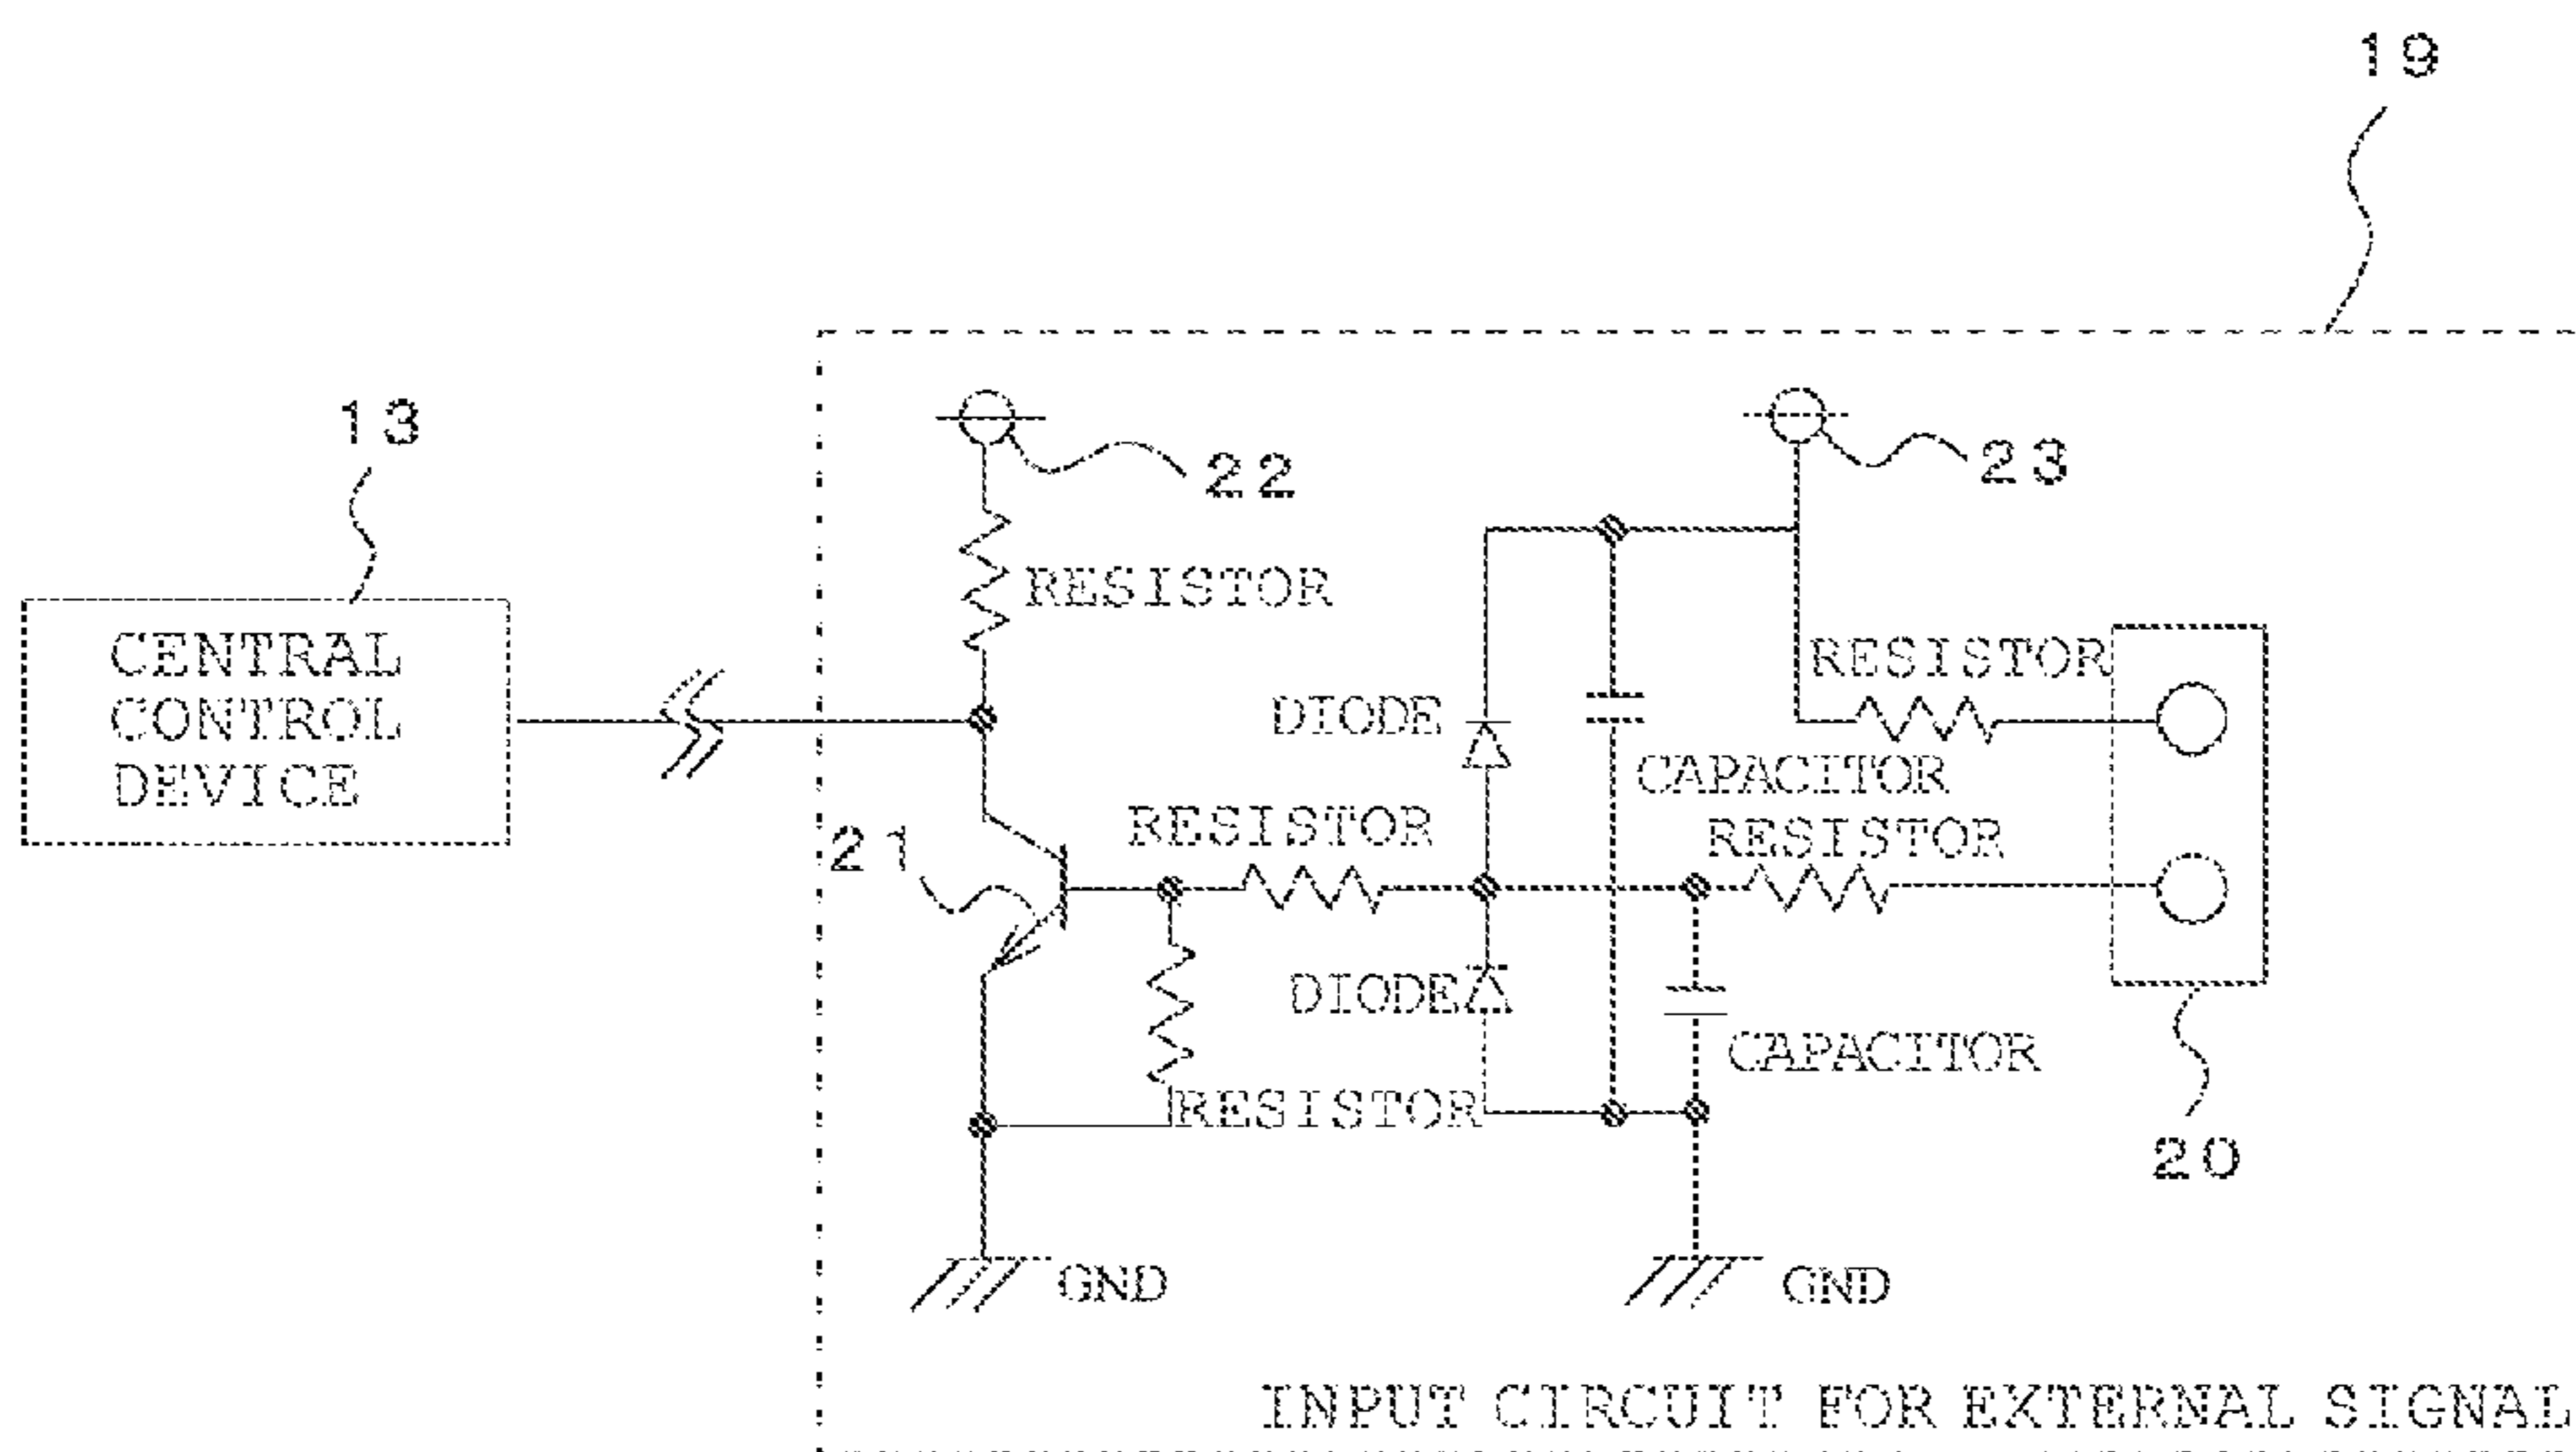 19
13
22
23
RESISTOR
CENTRAL
CONTROL
DEVICE
RESISTOR
DIODE
CAPACITOR
21
RESISTOR
RESISTOR
DIODE
CAPACITOR
RESISTOR
20
GND
GND
INPUT CIRCUIT FOR EXTERNAL SIGNAL